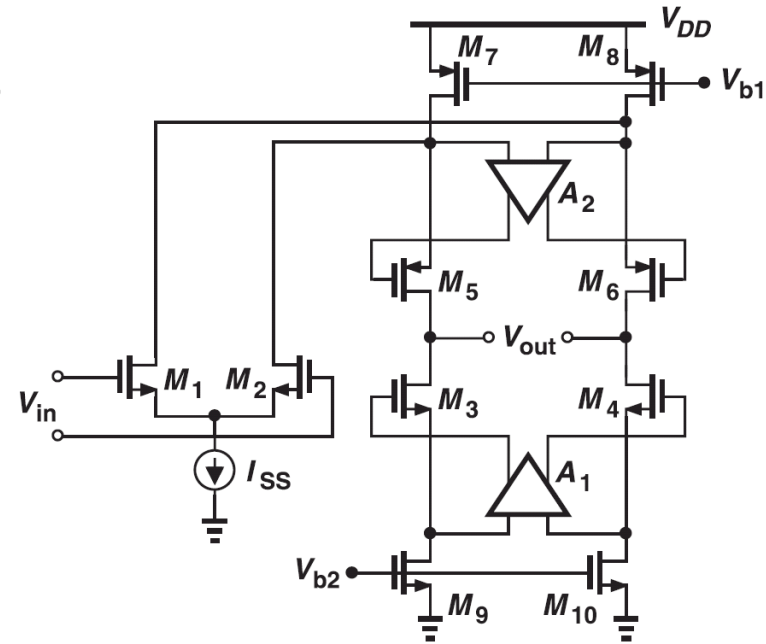 V_DD
M_7 M_8
V_b1
A_2
M_5 M_6
V_out
M_1 M_2
M_3 M_4
V_in
I_SS
A_1
V_b2
M_9 M_10